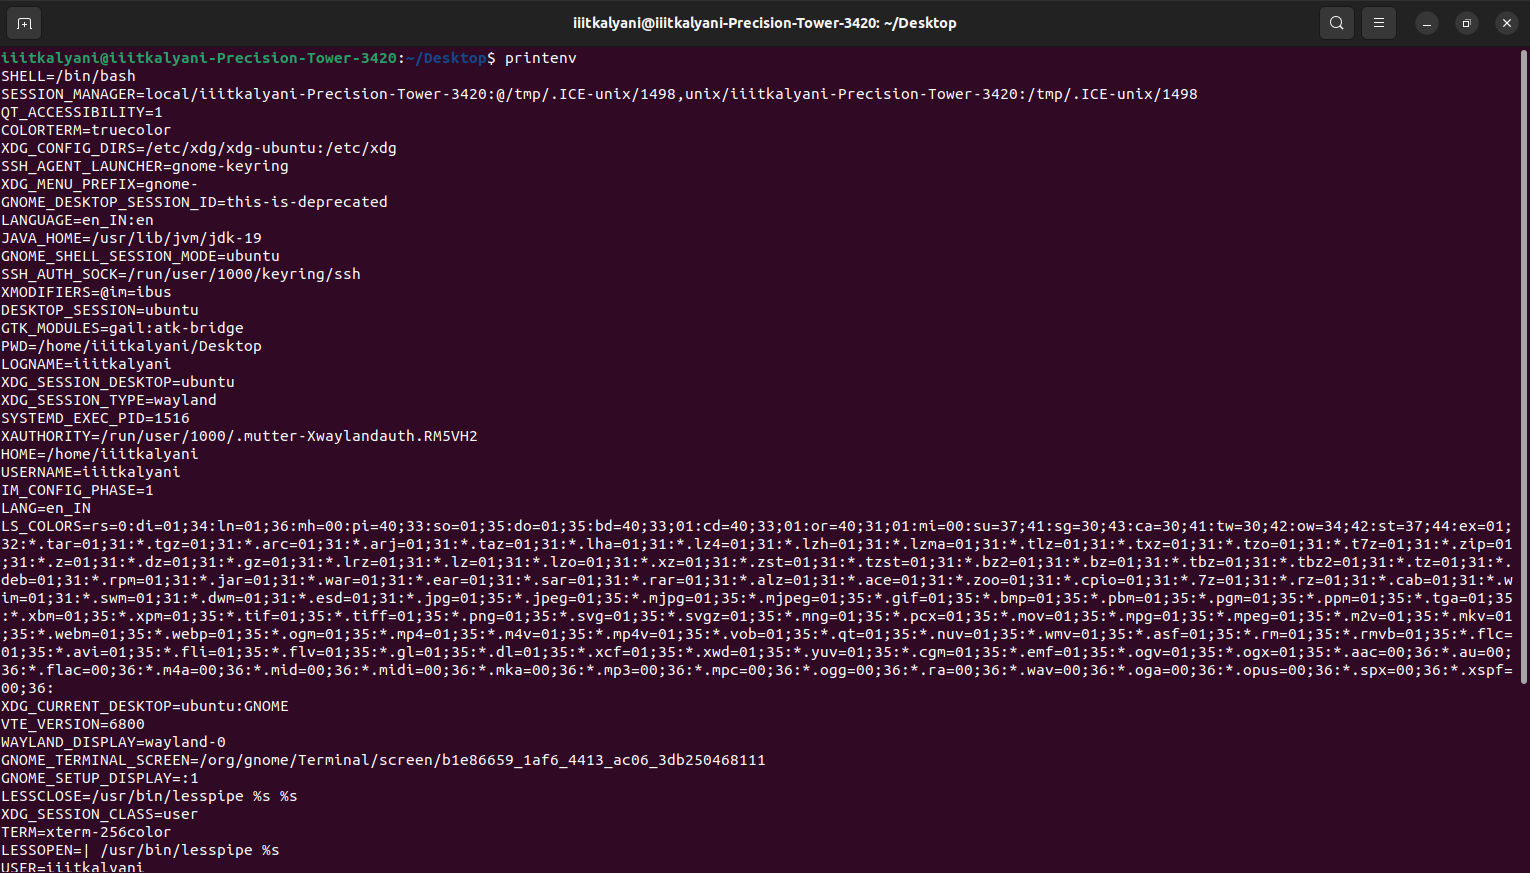 iiitkalyani@iiitkalyani-Precision-Tower-3420: ~/Desktop
iiitkalyani@iiitkalyani-Precision-Tower-3420:~/Desktop$ printenv
SHELL=/bin/bash
SESSION_MANAGER=local/iiitkalyani-Precision-Tower-3420:@/tmp/.ICE-unix/1498,unix/iiitkalyani-Precision-Tower-3420:/tmp/.ICE-unix/1498
QT_ACCESSIBILITY=1
COLORTERM=truecolor
XDG_CONFIG_DIRS=/etc/xdg/xdg-ubuntu:/etc/xdg
SSH_AGENT_LAUNCHER=gnome-keyring
XDG_MENU_PREFIX=gnome-
GNOME_DESKTOP_SESSION_ID=this-is-deprecated
LANGUAGE=en_IN:en
JAVA_HOME=/usr/lib/jvm/jdk-19
GNOME_SHELL_SESSION_MODE=ubuntu
SSH_AUTH_SOCK=/run/user/1000/keyring/ssh
XMODIFIERS=@im=ibus
DESKTOP_SESSION=ubuntu
GTK_MODULES=gail:atk-bridge
PWD=/home/iiitkalyani/Desktop
LOGNAME=iiitkalyani
XDG_SESSION_DESKTOP=ubuntu
XDG_SESSION_TYPE=wayland
SYSTEMD_EXEC_PID=1516
XAUTHORITY=/run/user/1000/.mutter-Xwaylandauth.RM5VH2
HOME=/home/iiitkalyani
USERNAME=iiitkalyani
IM_CONFIG_PHASE=1
LANG=en_IN
LS_COLORS=rs=0:di=01;34:ln=01;36:mh=00:pi=40;33:so=01;35:do=01;35:bd=40;33;01:cd=40;33;01:or=40;31;01:mi=00:su=37;41:sg=30;43:ca=30;41:tw=30;42:ow=34;42:st=37;44:ex=01;
32:*.tar=01;31:*.tgz=01;31:*.arc=01;31:*.arj=01;31:*.taz=01;31:*.lha=01;31:*.lz4=01;31:*.lzh=01;31:*.lzma=01;31:*.tlz=01;31:*.txz=01;31:*.tzo=01;31:*.t7z=01;31:*.zip=01
;31:*.z=01;31:*.dz=01;31:*.gz=01;31:*.lrz=01;31:*.lz=01;31:*.lzo=01;31:*.xz=01;31:*.zst=01;31:*.tzst=01;31:*.bz2=01;31:*.bz=01;31:*.tbz=01;31:*.tbz2=01;31:*.tz=01;31:*.
deb=01;31:*.rpm=01;31:*.jar=01;31:*.war=01;31:*.ear=01;31:*.sar=01;31:*.rar=01;31:*.alz=01;31:*.ace=01;31:*.zoo=01;31:*.cpio=01;31:*.7z=01;31:*.rz=01;31:*.cab=01;31:*.w
im=01;31:*.swm=01;31:*.dwm=01;31:*.esd=01;31:*.jpg=01;35:*.jpeg=01;35:*.mjpg=01;35:*.mjpeg=01;35:*.gif=01;35:*.bmp=01;35:*.pbm=01;35:*.pgm=01;35:*.ppm=01;35:*.tga=01;35
:*.xbm=01;35:*.xpm=01;35:*.tif=01;35:*.tiff=01;35:*.png=01;35:*.svg=01;35:*.svgz=01;35:*.mng=01;35:*.pcx=01;35:*.mov=01;35:*.mpg=01;35:*.mpeg=01;35:*.m2v=01;35:*.mkv=01
;35:*.webm=01;35:*.webp=01;35:*.ogm=01;35:*.mp4=01;35:*.m4v=01;35:*.mp4v=01;35:*.vob=01;35:*.qt=01;35:*.nuv=01;35:*.wmv=01;35:*.asf=01;35:*.rm=01;35:*.rmvb=01;35:*.flc=
01;35:*.avi=01;35:*.fli=01;35:*.flv=01;35:*.gl=01;35:*.dl=01;35:*.xcf=01;35:*.xwd=01;35:*.yuv=01;35:*.cgm=01;35:*.emf=01;35:*.ogv=01;35:*.ogx=01;35:*.aac=00;36:*.au=00;
36:*.flac=00;36:*.m4a=00;36:*.mid=00;36:*.midi=00;36:*.mka=00;36:*.mp3=00;36:*.mpc=00;36:*.ogg=00;36:*.ra=00;36:*.wav=00;36:*.oga=00;36:*.opus=00;36:*.spx=00;36:*.xspf=
00;36:
XDG_CURRENT_DESKTOP=ubuntu:GNOME
VTE_VERSION=6800
WAYLAND_DISPLAY=wayland-0
GNOME_TERMINAL_SCREEN=/org/gnome/Terminal/screen/b1e86659_1af6_4413_ac06_3db250468111
GNOME_SETUP_DISPLAY=:1
LESSCLOSE=/usr/bin/lesspipe %s %s
XDG_SESSION_CLASS=user
TERM=xterm-256color
LESSOPEN=| /usr/bin/lesspipe %s
USER=iiitkalyani